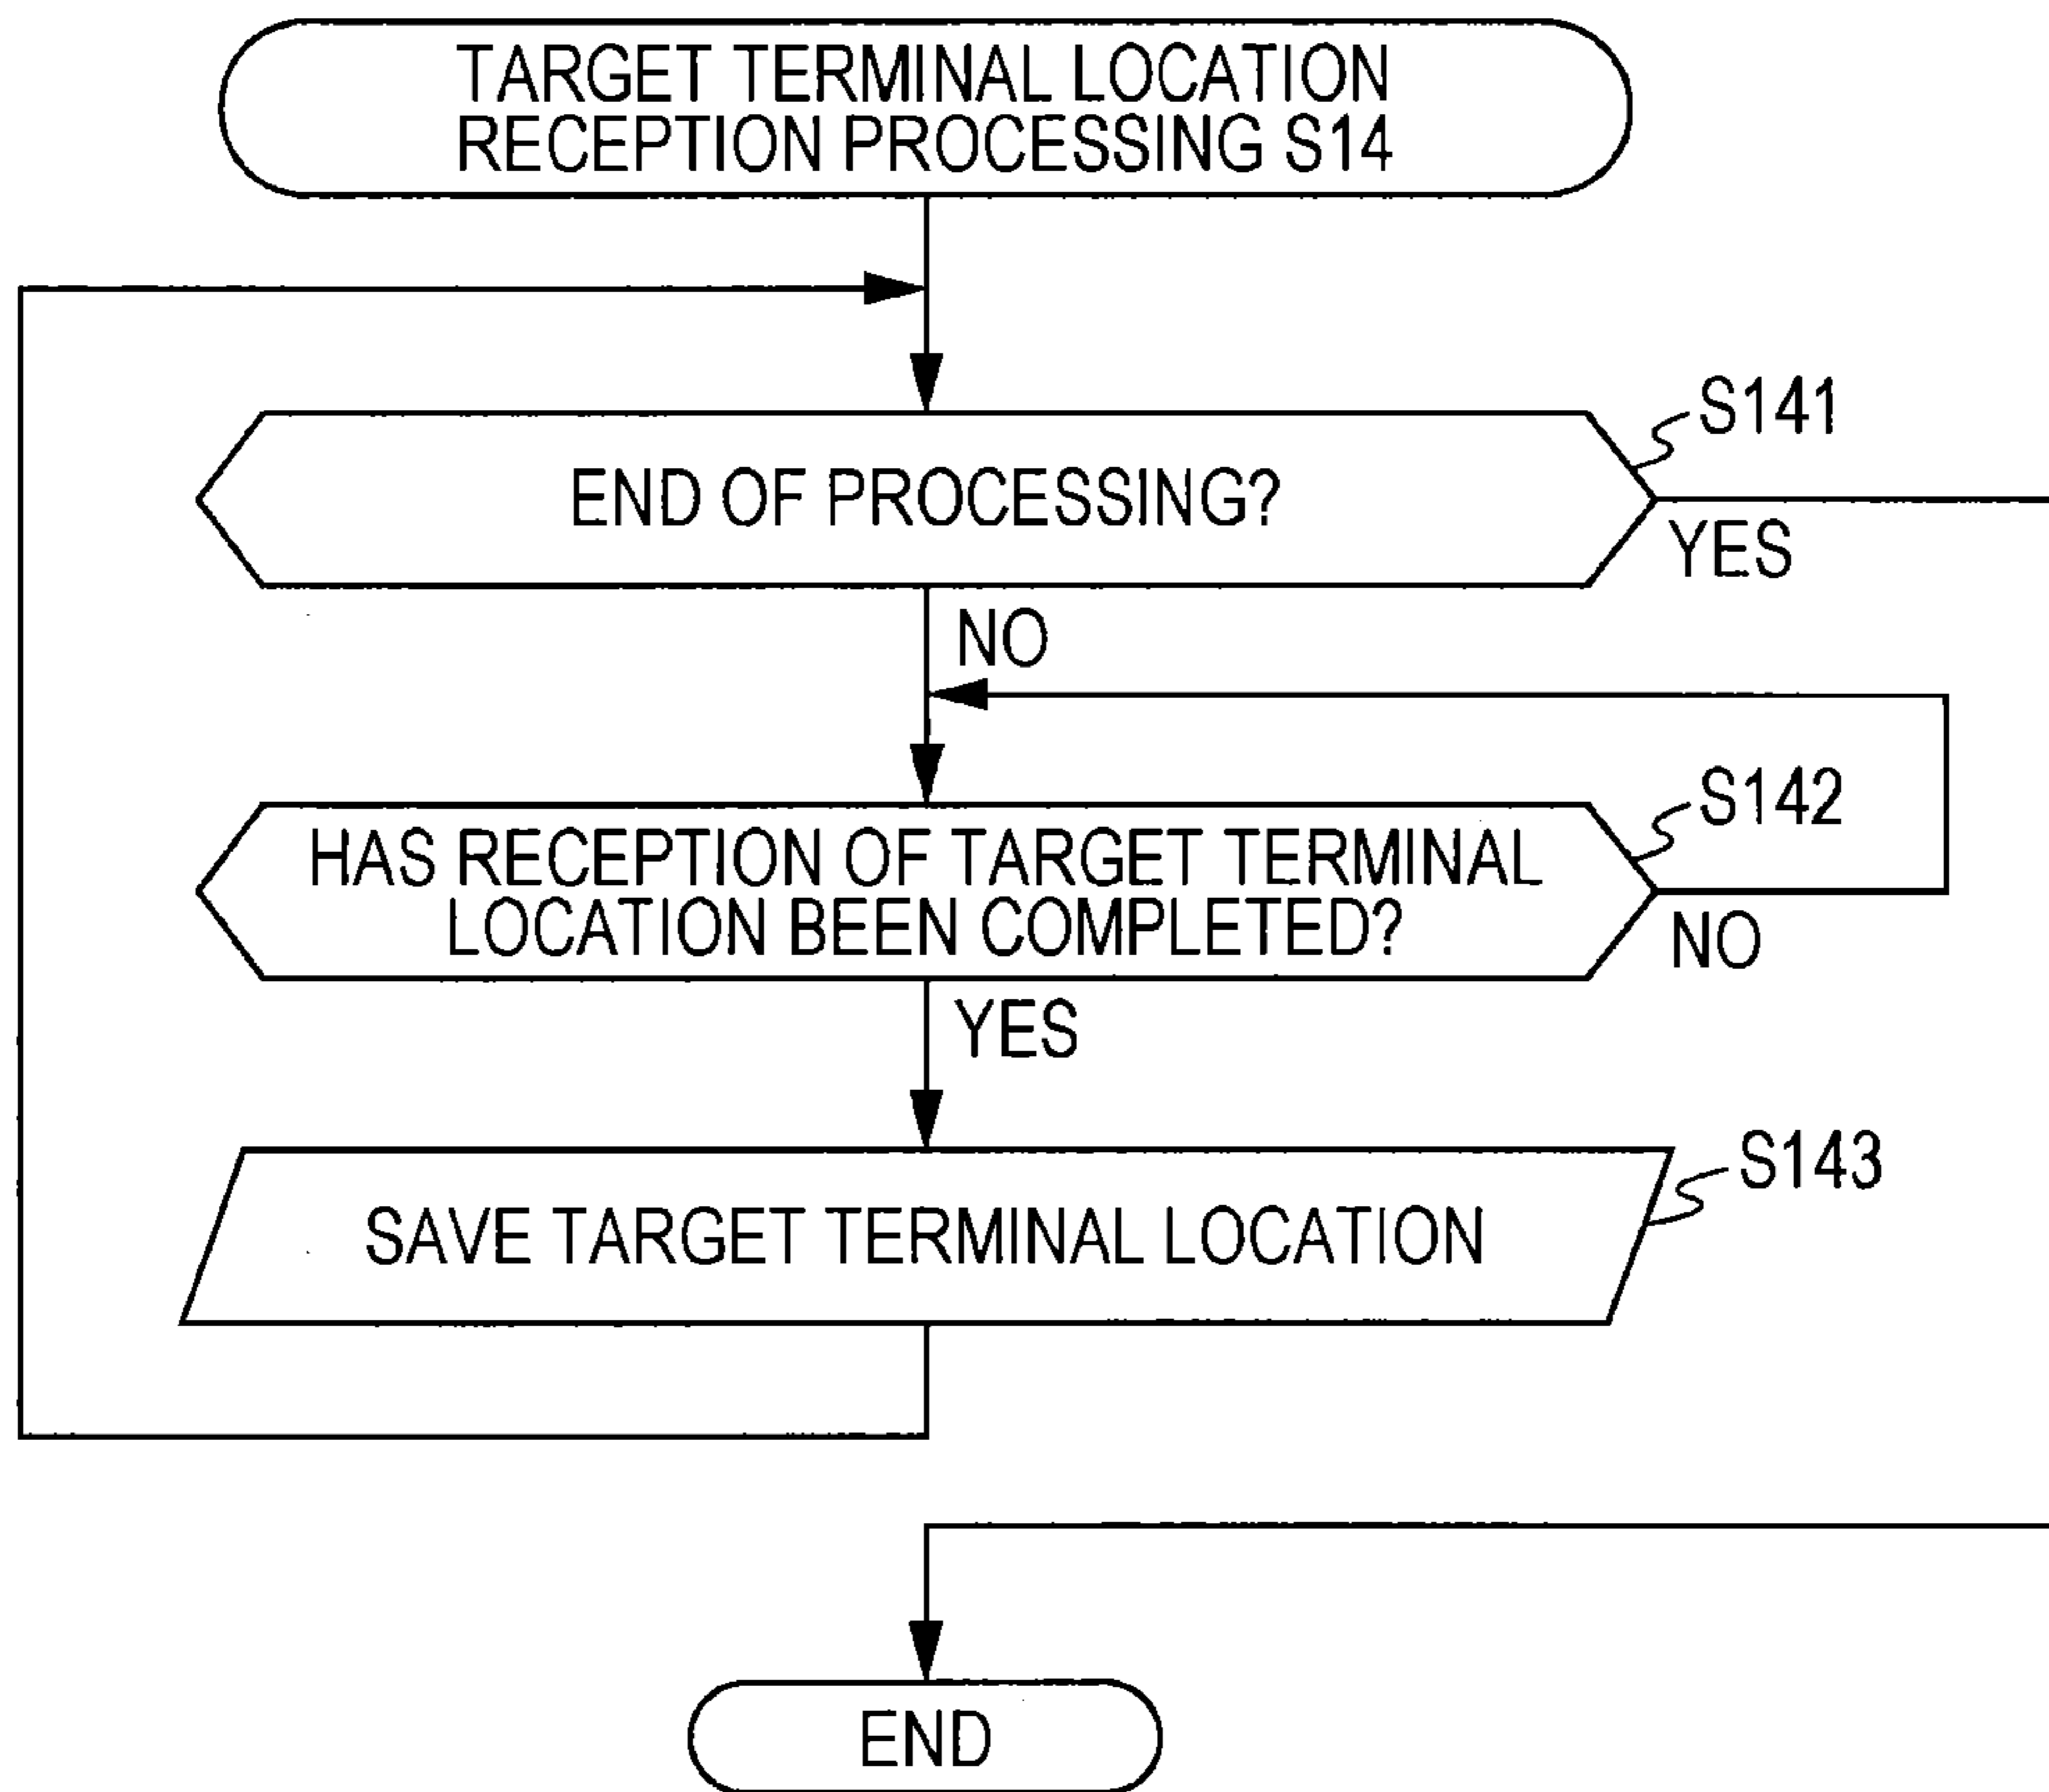 TARGET TERMINAL LOCATION
RECEPTION PROCESSING S14
S141
END OF PROCESSING?
YES
NO
S142
HAS RECEPTION OF TARGET TERMINAL
LOCATION BEEN COMPLETED?
NO
YES
S143
SAVE TARGET TERMINAL LOCATION
END